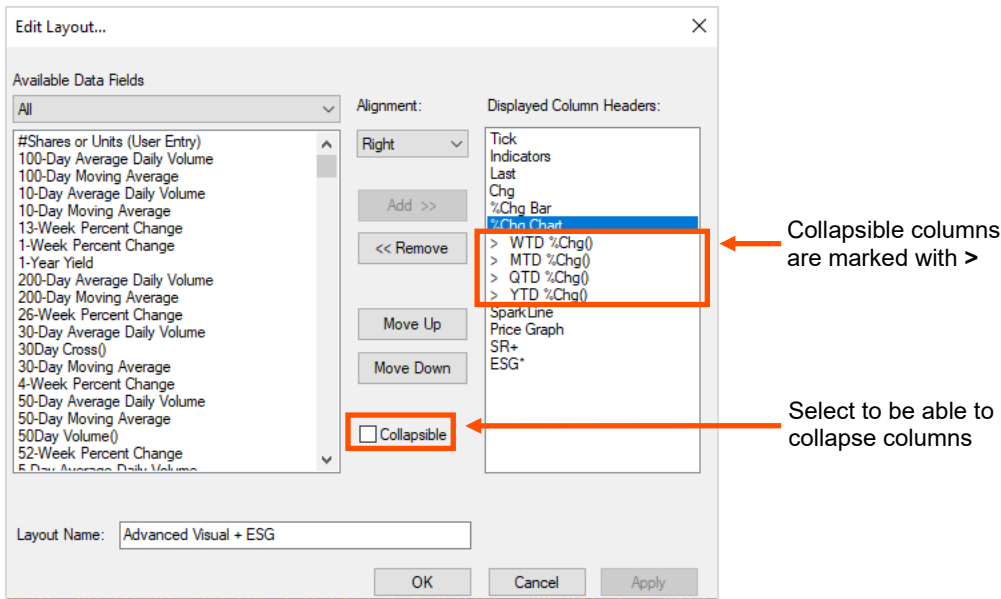 Edit Layout...
Available Data Fields
All
Alignment:
Displayed Column Headers:
#Shares or Units (User Entry)
100-Day Average Daily Volume
100-Day Moving Average
10-Day Average Daily Volume
10-Day Moving Average
13-Week Percent Change
1-Week Percent Change
1-Year Yield
200-Day Average Daily Volume
200-Day Moving Average
26-Week Percent Change
30-Day Average Daily Volume
30Day Cross()
30-Day Moving Average
4-Week Percent Change
50-Day Average Daily Volume
50-Day Moving Average
50Day Volume()
52-Week Percent Change
5-Day Average Daily Volume
Right
Add >>
<< Remove
Move Up
Move Down
Collapsible
Tick
Indicators
Last
Chg
%Chg Bar
%Chg Chart
> WTD %Chg()
> MTD %Chg()
> QTD %Chg()
> YTD %Chg()
SparkLine
Price Graph
SR+
ESG*
Collapsible columns
are marked with >
Select to be able to
collapse columns
Layout Name:
Advanced Visual + ESG
OK
Cancel
Apply